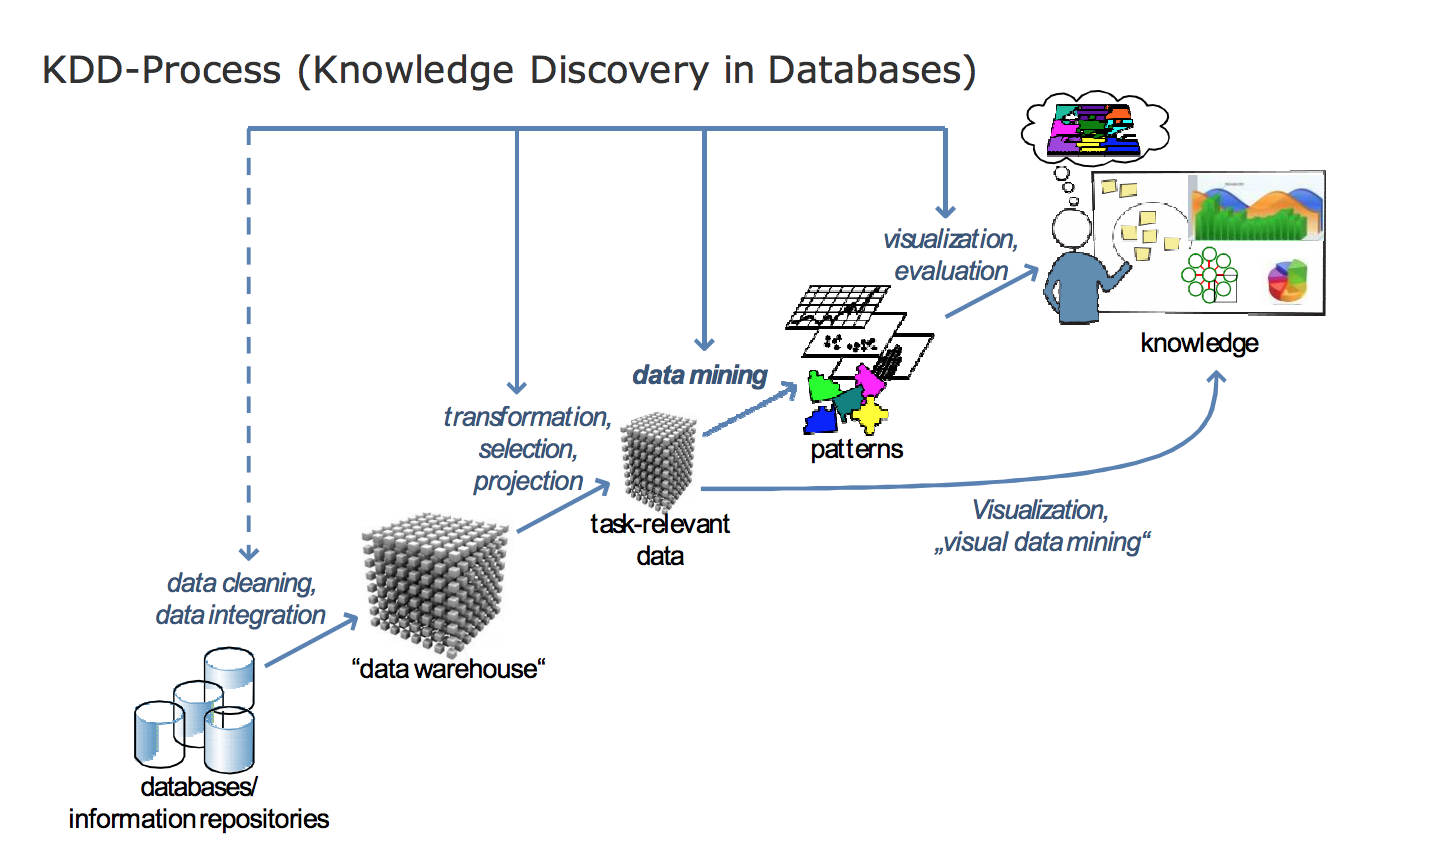 KDD-Process (Knowledge Discovery in Databases)
visualization,
evaluation
knowledge
data mining
patterns
transformation,
selection,
projection
task-relevant
data
Visualization,
„visual data mining“
data cleaning,
data integration
“data warehouse“
databases/
information repositories